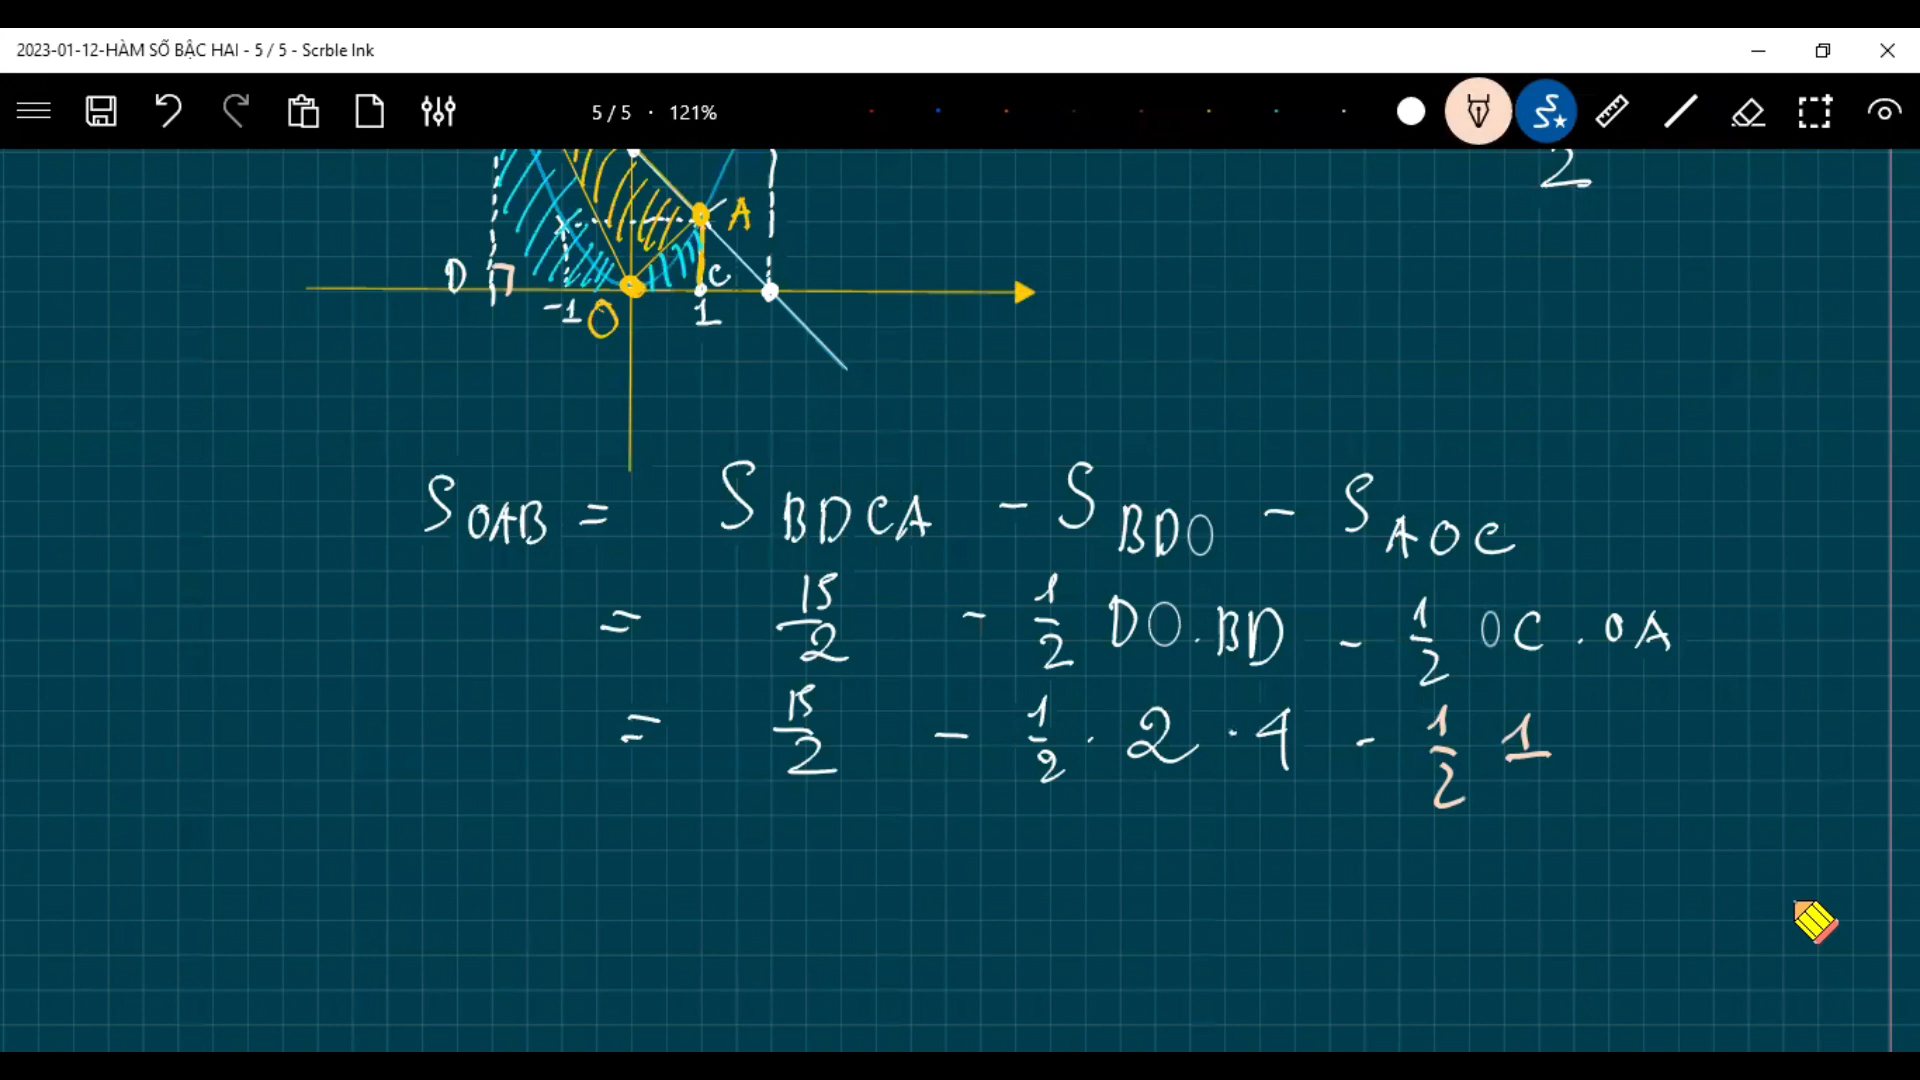 2023-01-12-HÀM SỐ BẬC HAI - 5 / 5 - Scrble Ink
5 / 5 · 121%
2
A
D
C
-1
O
1
S OAB = S BDCA - S BDO - S AOC
= 15/2 - 1/2 DO.BD - 1/2 OC . OA
= 15/2 - 1/2 . 2 . 4 - 1/2 1